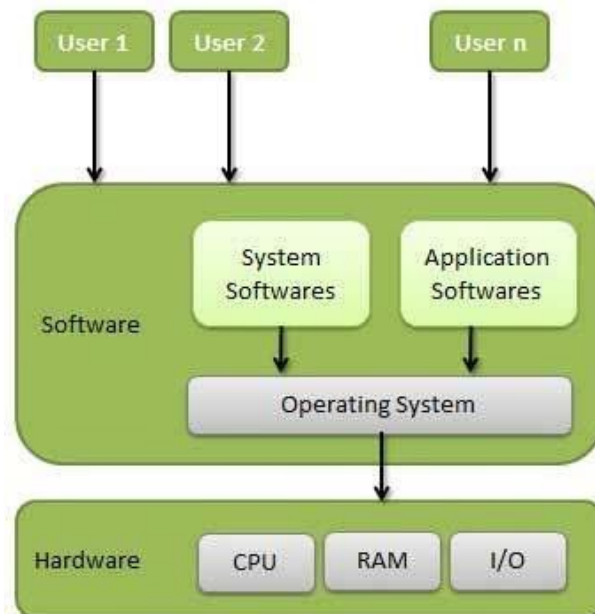 User 1
User 2
User n
System
Softwares
Application
Softwares
Software
Operating System
Hardware
CPU
RAM
I/O